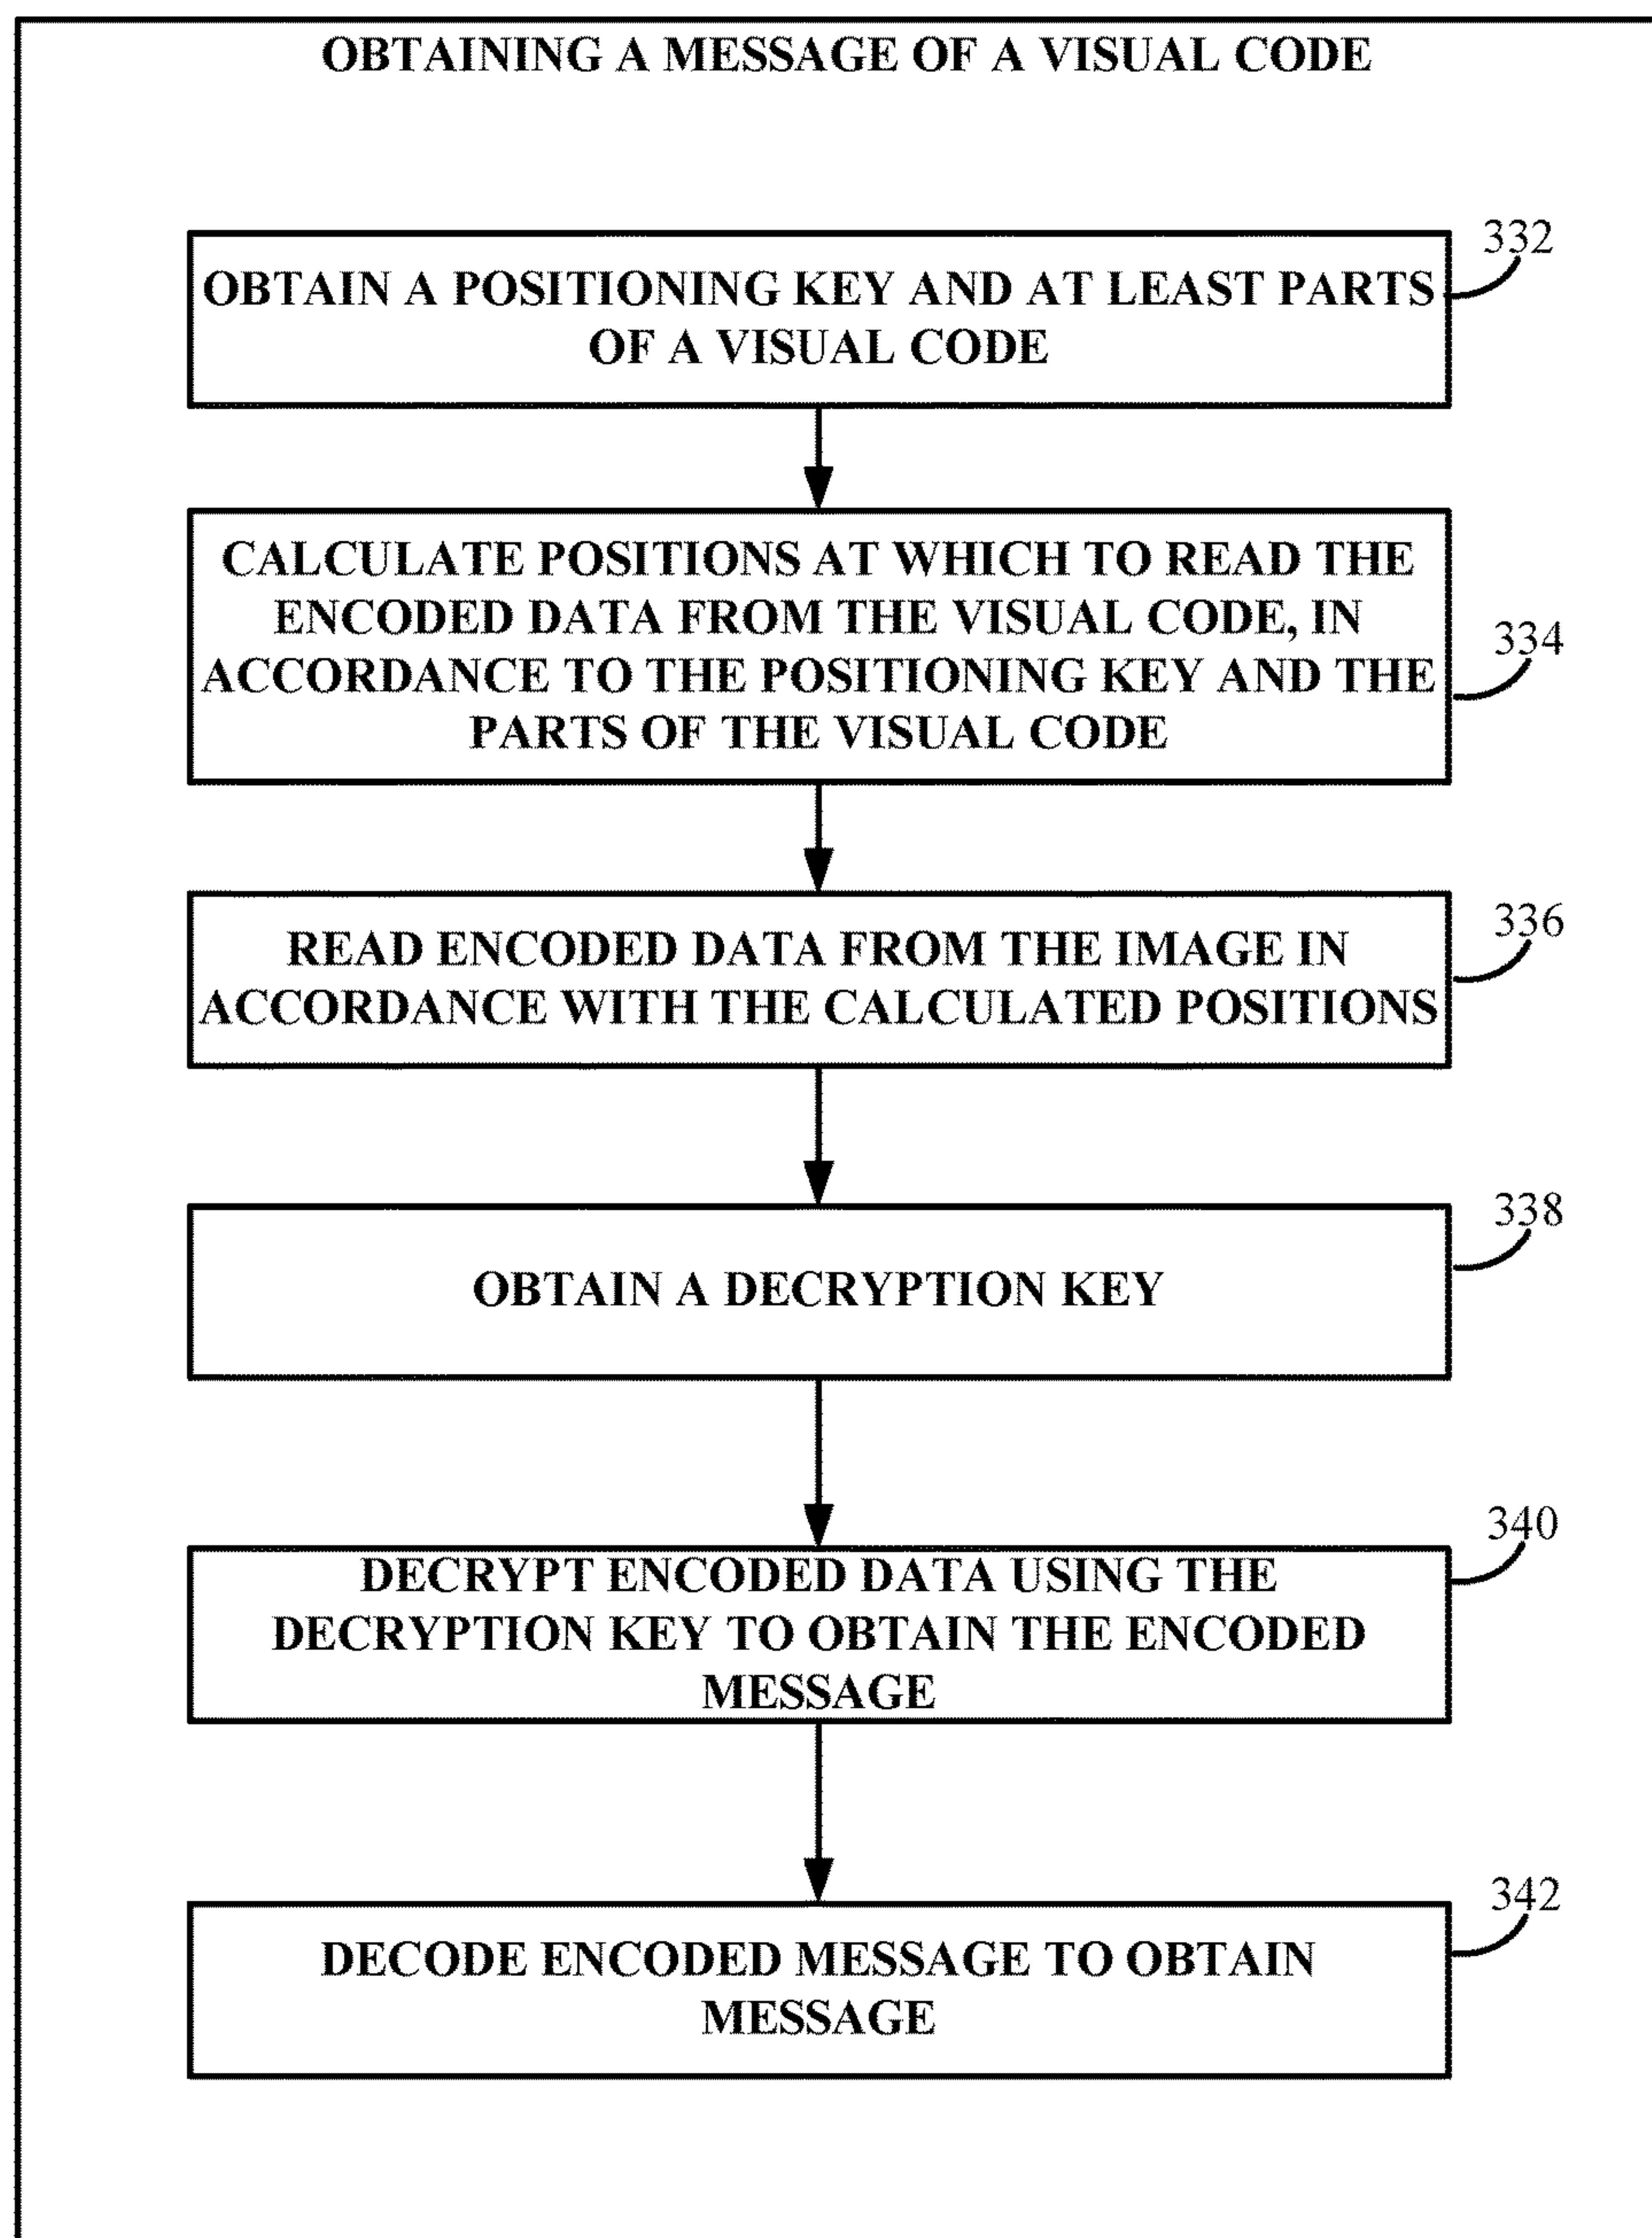 OBTAINING A MESSAGE OF A VISUAL CODE
332
OBTAIN A POSITIONING KEY AND AT LEAST PARTS
OF A VISUAL CODE
CALCULATE POSITIONS AT WHICH TO READ THE
ENCODED DATA FROM THE VISUAL CODE, IN
334
ACCORDANCE TO THE POSITIONING KEY AND THE
PARTS OF THE VISUAL CODE
336
READ ENCODED DATA FROM THE IMAGE IN
ACCORDANCE WITH THE CALCULATED POSITIONS
338
OBTAIN A DECRYPTION KEY
340
DECRYPT ENCODED DATA USING THE
DECRYPTION KEY TO OBTAIN THE ENCODED
MESSAGE
342
DECODE ENCODED MESSAGE TO OBTAIN
MESSAGE